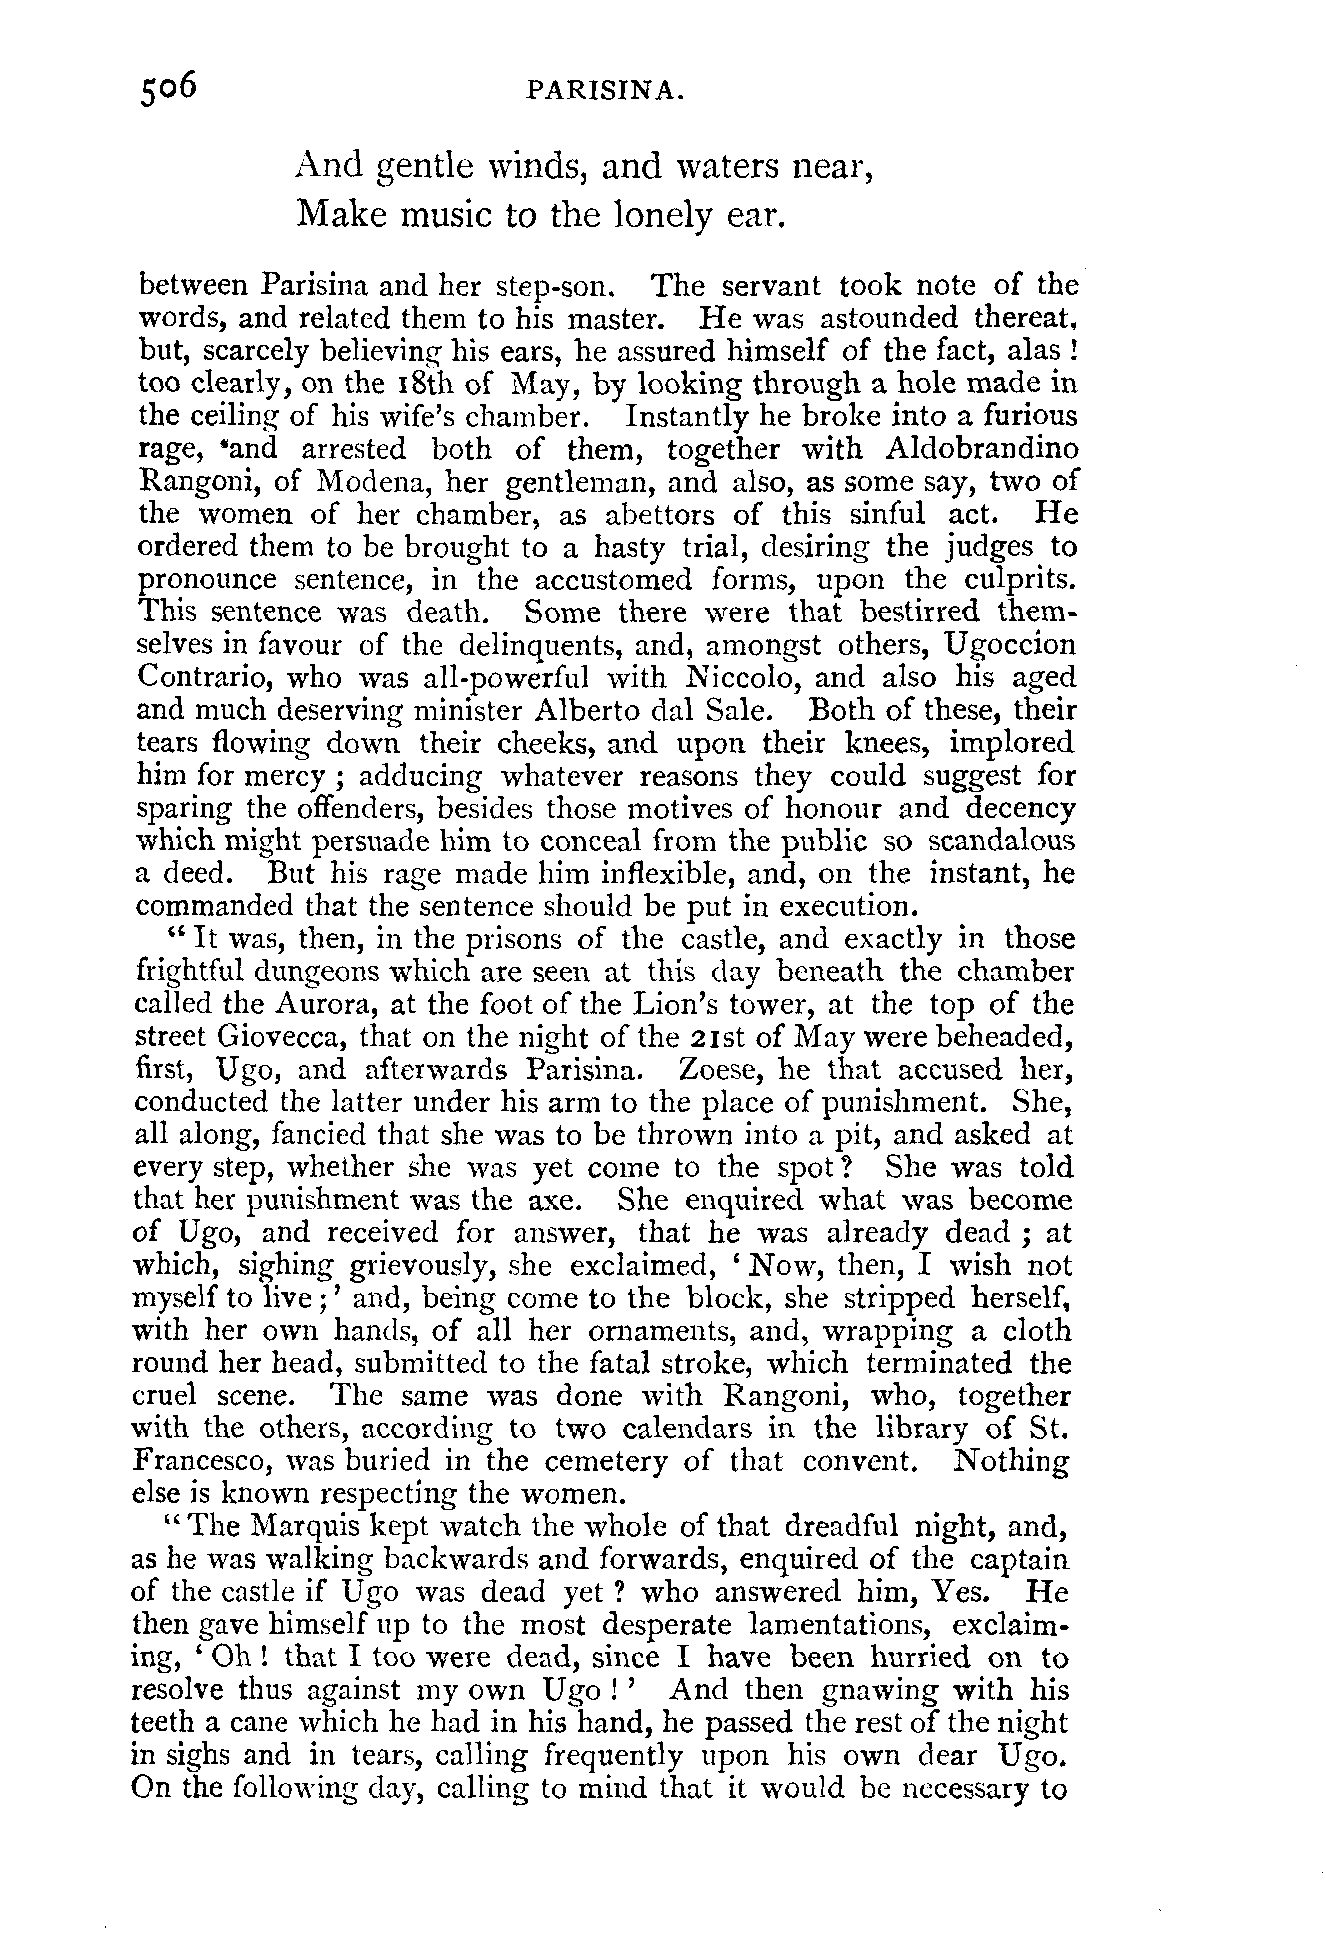 506 PARISINA.
And gentle winds, and waters near,
Make music to the lonely ear.
between Parisina and her step-son. The servant took note of the
words, and related them to his master. He was astounded thereat,
but, scarcely believing his ears, he assured himself of the fact, alas !
too clearly, on the 18th of May, by looking through a hole made in
the ceiling of his wife's chamber. Instantly he broke into a furious
rage, 'and arrested both of them, together with Aldobrandino
Rangoni, of Modena, her gentleman, and also, as some say, two of
the women of her chamber, as abettors of this sinful act. He
ordered them to be brought to a hasty trial, desiring the judges to
pronounce sentence, in the accustomed forms, upon the culprits.
This sentence was death. Some there were that bestirred them-
selves in favour of the delinquents, and, amongst others, Ugoccion
Contrario, who was all-powerful with Niccolo, and also his aged
and much deserving minister Alberto dal Sale. Both of these, their
tears flowing down their cheeks, and upon their knees, implored
him for mercy ; adducing whatever reasons they could suggest for
sparing the offenders, besides those motives of honour and decency
which might persuade him to conceal from the public so scandalous
a deed. But his rage made him inflexible, and, on the instant, he
commanded that the sentence should be put in execution.
"It was, then, in the prisons of the castle, and exactly in those
frightful dungeons which are seen at this day beneath the chamber
called the Aurora, at the foot of the Lion's tower, at the top of the
street Giovecca, that on the night of the 21st of May were beheaded,
first, Ugo, and afterwards Parisina. Zoese, he that accused her,
conducted the latter under his arm to the place of punishment. She,
all along, fancied that she was to be thrown into a pit, and asked at
every step, whether she was yet come to the spot ? She was told
that her punishment was the axe. She enquired what was become
of Ugo, and received for answer, that he was already dead ; at
which, sighing grievously, she exclaimed, 'Now, then, I wish not
myself to live ;' and, being come to the block, she stripped herself,
with her own hands, of all her ornaments, and, wrapping a cloth
round her head, submitted to the fatal stroke, which terminated the
cruel scene. The same was done with Rangoni, who, together
with the others, according to two calendars in the library of St.
Francesco, was buried in the cemetery of that convent. Nothing
else is known respecting the women.
"The Marquis kept watch the whole of that dreadful night, and,
as he was walking backwards and forwards, enquired of the captain
of the castle if Ugo was dead yet ? who answered him, Yes. He
then gave himself up to the most desperate lamentations, exclaim-
ing, 'Oh ! that I too were dead, since I have been hurried on to
resolve thus against my own Ugo ! ' And then gnawing with his
teeth a cane which he had in his hand, he passed the rest of the night
in sighs and in tears, calling frequently upon his own dear Ugo.
On the following day, calling to mind that it would be necessary to